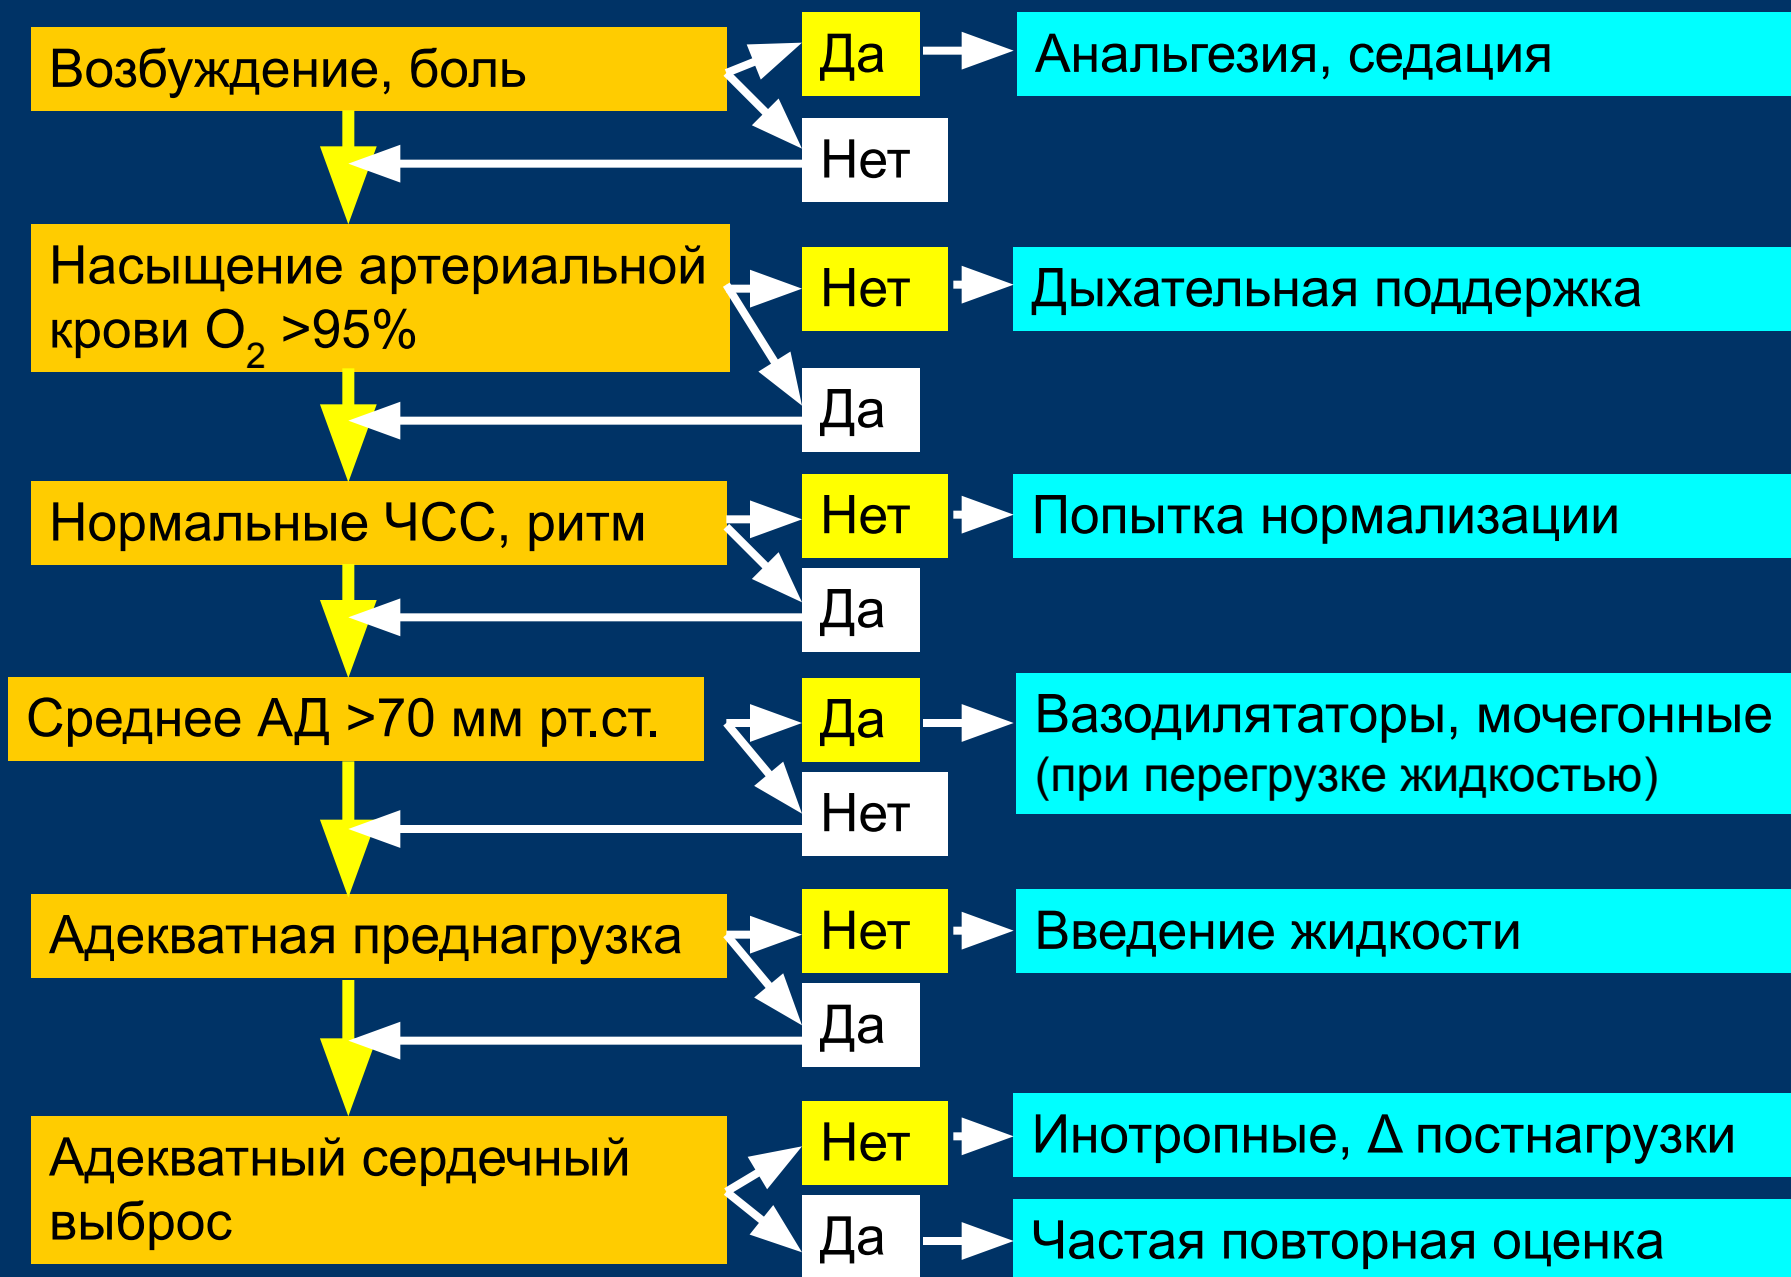 Возбуждение, боль
Да
Анальгезия, седация
Нет
Насыщение артериальной
крови O₂ >95%
Нет
Дыхательная поддержка
Да
Нормальные ЧСС, ритм
Нет
Попытка нормализации
Да
Среднее АД >70 мм рт.ст.
Да
Вазодилятаторы, мочегонные
(при перегрузке жидкостью)
Нет
Адекватная преднагрузка
Нет
Введение жидкости
Да
Адекватный сердечный
выброс
Нет
Инотропные, Δ постнагрузки
Да
Частая повторная оценка